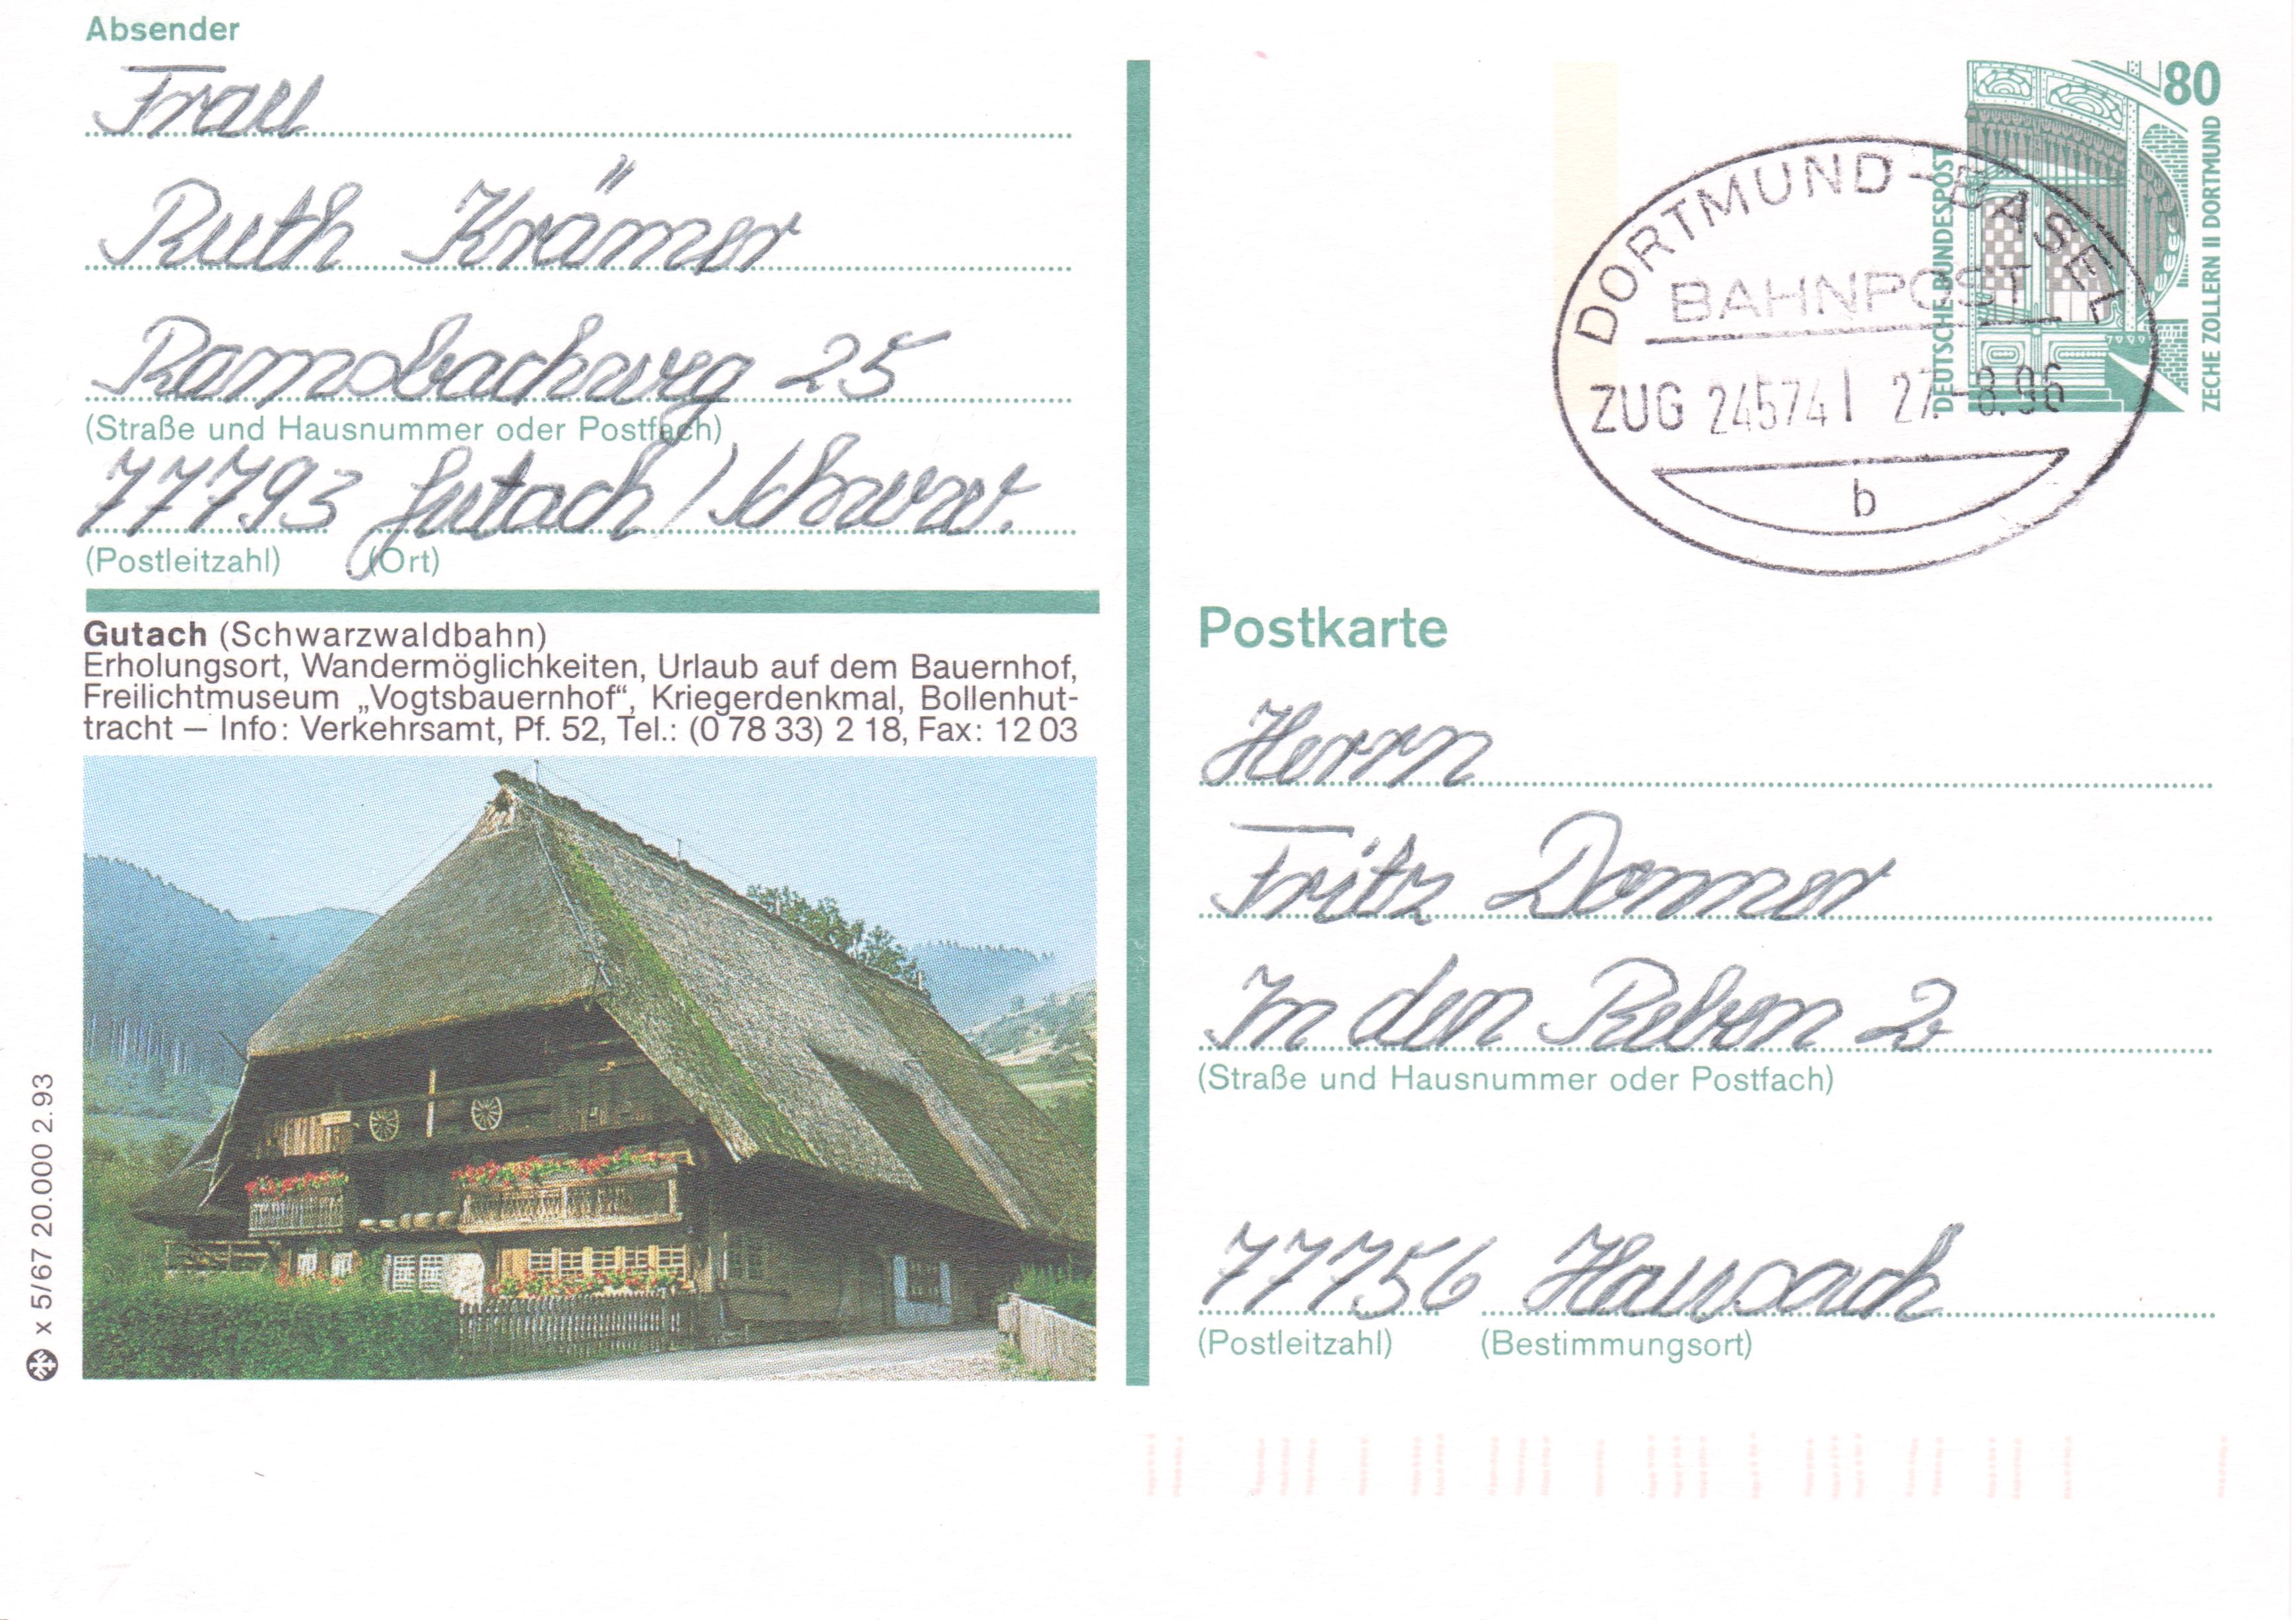 Absender
Frau
Ruth Krämer
Ramsbachweg 25
(Straße und Hausnummer oder Postfach)
77793 Gutach / Schwarzw.
(Postleitzahl) (Ort)
Gutach (Schwarzwaldbahn)
Erholungsort, Wandermöglichkeiten, Urlaub auf dem Bauernhof,
Freilichtmuseum „Vogtsbauernhof“, Kriegerdenkmal, Bollenhut-
tracht — Info: Verkehrsamt, Pf. 52, Tel.: (0 78 33) 2 18, Fax: 12 03
x 5/67 20.000 2.93
80
DEUTSCHE BUNDESPOST
ZECHE ZOLLERN II DORTMUND
DORTMUND-BASEL
BAHNPOST
ZUG 24574 | 27.-8.96
b
Postkarte
Herrn
Fritz
In den Reben 2
(Straße und Hausnummer oder Postfach)
77756 Hausach
(Postleitzahl) (Bestimmungsort)